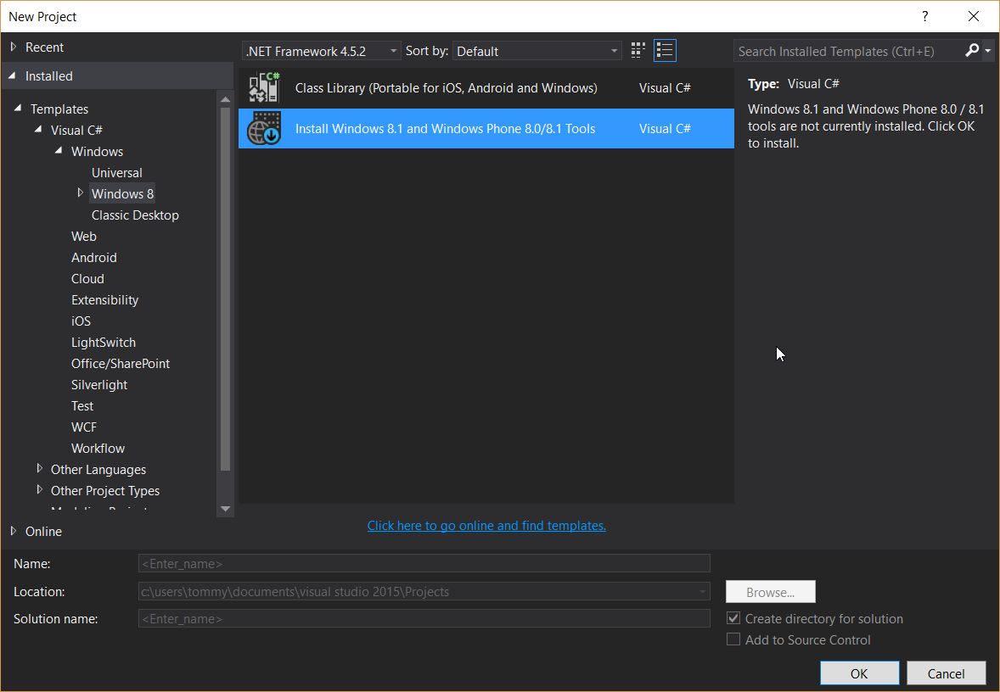 New Project
?
Recent
.NET Framework 4.5.2
Sort by:
Default
Search Installed Templates (Ctrl+E)
Installed
Templates
Visual C#
Windows
Universal
Windows 8
Classic Desktop
Web
Android
Cloud
Extensibility
iOS
LightSwitch
Office/SharePoint
Silverlight
Test
WCF
Workflow
Other Languages
Other Project Types
Online
C#
Class Library (Portable for iOS, Android and Windows) Visual C#
Install Windows 8.1 and Windows Phone 8.0/8.1 Tools Visual C#
Type: Visual C#
Windows 8.1 and Windows Phone 8.0 / 8.1
tools are not currently installed. Click OK
to install.
Click here to go online and find templates.
Name: <Enter_name>
Location: c:\users\tommy\documents\visual studio 2015\Projects
Browse...
Solution name: <Enter_name>
Create directory for solution
Add to Source Control
OK
Cancel